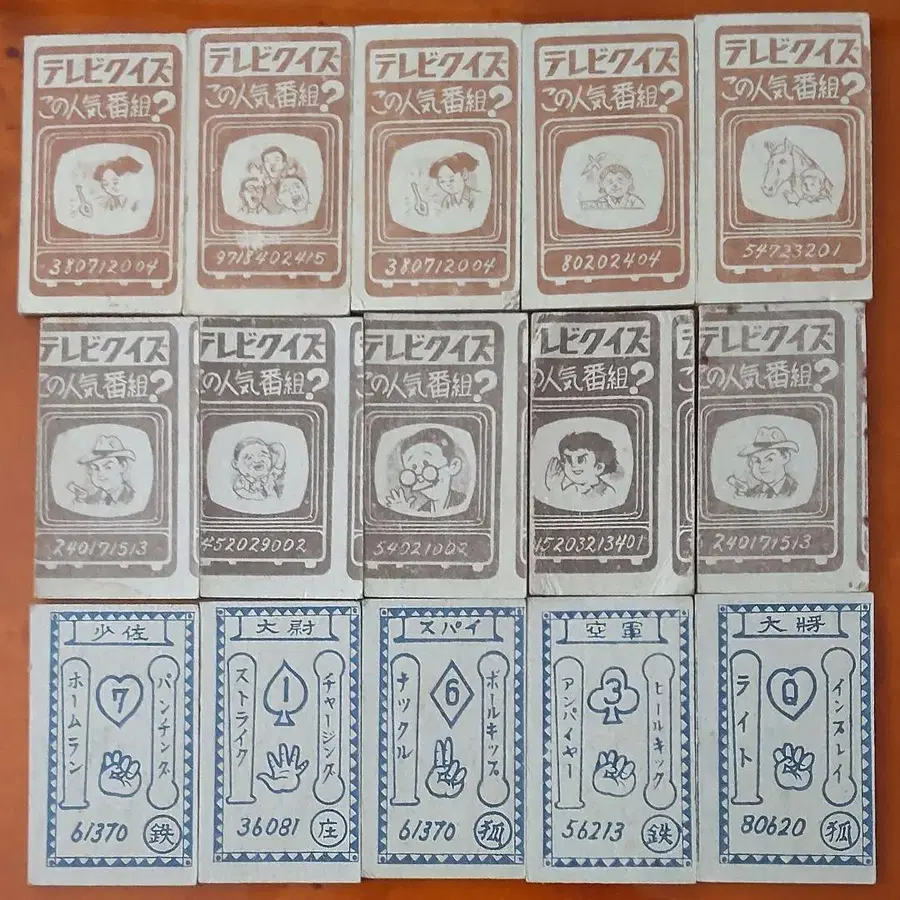 テレビクイズ
この人気番組?
380712004
テレビクイズ
この人気番組?
9718402415
テレビクイズ
この人気番組?
380712004
テレビクイズ
この人気番組?
80202404
テレビクイズ
この人気番組?
54723201
テレビクイズ
この人気番組?
240171513
テレビクイズ
の人気番組?
452029002
テレビクイズ
この人気番組?
54021002
レビクイズ
の人気番組?
15203213401
テレビクイズ
の人気番組?
240171513
少佐
ホームラン
7
パンチング
61370 鉄
大尉
ストライク
1
チャージング
36081 庄
スパイ
ナックル
6
ボールキップ
61370 狐
空軍
アンパイヤー
3
ヒールキック
56213 鉄
大将
ライト
Q
インプレイ
80620 狐